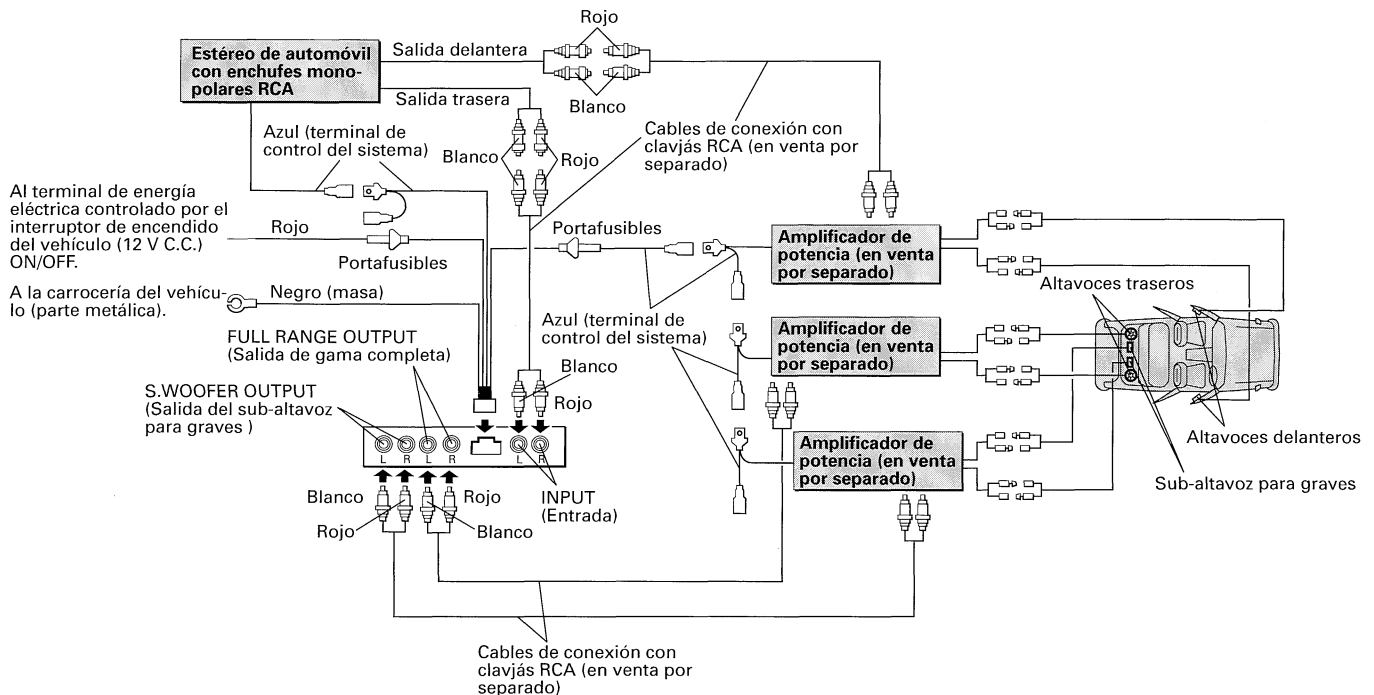 Rojo
Estéreo de automóvil
con enchufes mono-
polares RCA
Salida delantera
Salida trasera
Blanco
Azul (terminal de
control del sistema)
Blanco
Rojo
Cables de conexión con
clavjás RCA (en venta por
separado)
Al terminal de energía
eléctrica controlado por el
interruptor de encendido
del vehículo (12 V C.C.)
ON/OFF.
Rojo
Portafusibles
Portafusibles
Amplificador de
potencia (en venta
por separado)
A la carrocería del vehícu-
lo (parte metálica).
Negro (masa)
Altavoces traseros
FULL RANGE OUTPUT
(Salida de gama completa)
Azul (terminal de
control del sistema)
Amplificador de
potencia (en venta
por separado)
S.WOOFER OUTPUT
(Salida del sub-altavoz
para graves )
Blanco
Rojo
L R L R L R
Amplificador de
potencia (en venta
por separado)
Altavoces delanteros
Sub-altavoz para graves
Blanco
Rojo
Rojo
Blanco
INPUT
(Entrada)
Cables de conexión con
clavjás RCA (en venta por
separado)